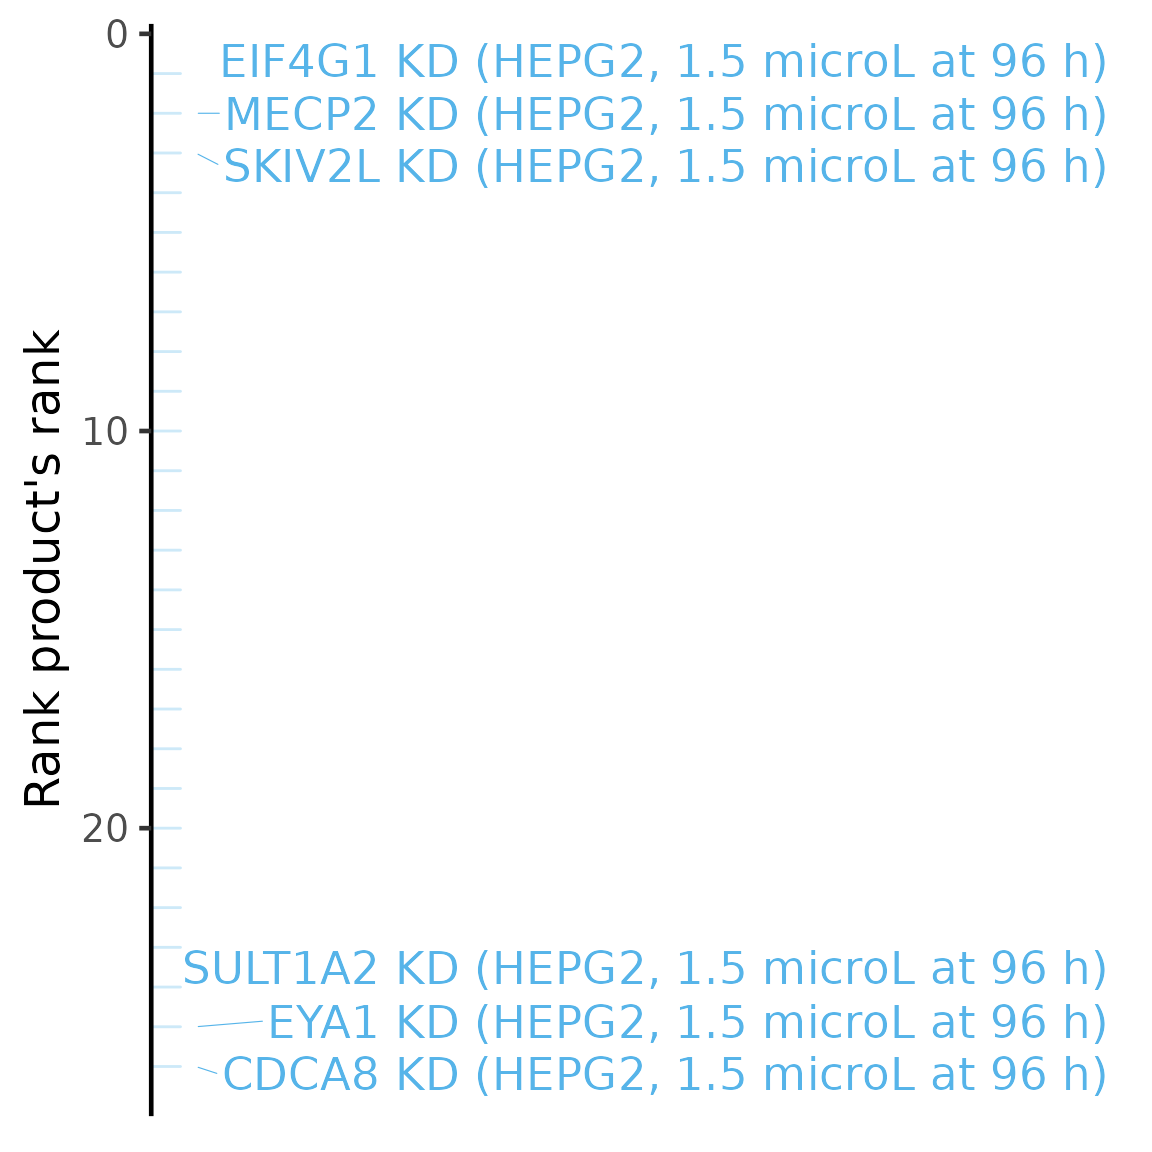 0
EIF4G1 KD (HEPG2, 1.5 microL at 96 h)
MECP2 KD (HEPG2, 1.5 microL at 96 h)
SKIV2L KD (HEPG2, 1.5 microL at 96 h)
Rank product's rank
10
20
SULT1A2 KD (HEPG2, 1.5 microL at 96 h)
EYA1 KD (HEPG2, 1.5 microL at 96 h)
CDCA8 KD (HEPG2, 1.5 microL at 96 h)